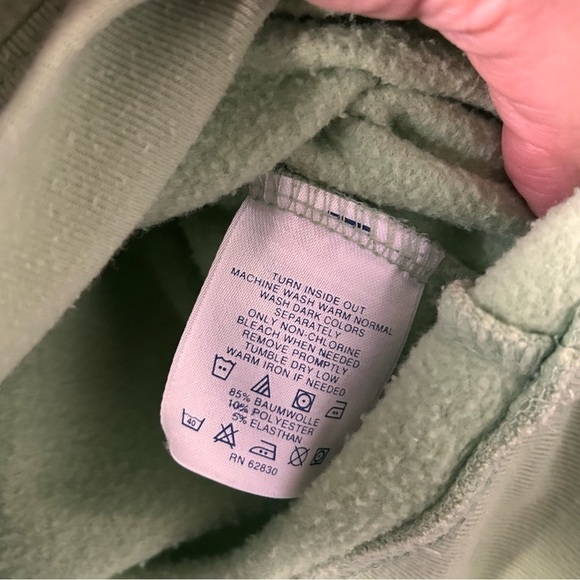 TURN INSIDE OUT
MACHINE WASH WARM NORMAL
WASH DARK COLORS
SEPARATELY
ONLY NON-CHLORINE
BLEACH WHEN NEEDED
REMOVE PROMPTLY
TUMBLE DRY LOW
WARM IRON IF NEEDED
85% BAUMWOLLE
10% POLYESTER
5% ELASTHAN
40
RN 62830